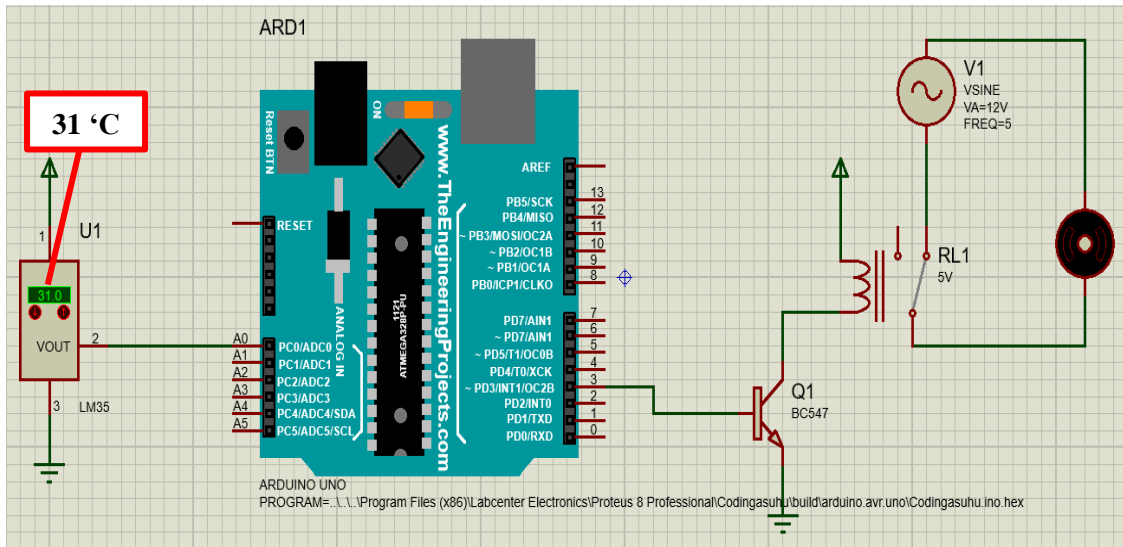 ARD1
31 ‘C
ON
Reset BTN
www.TheEngineeringProjects.com
V1
VSINE
VA=12V
FREQ=5
AREF
13
PB5/SCK
12
PB4/MISO
11
~ PB3/MOSI/OC2A
10
~ PB2/OC1B
9
~ PB1/OC1A
8
PB0/ICP1/CLKO
RESET
1
U1
31.0
VOUT
2
3
LM35
ANALOG IN
1121
ATMEGA328P-PU
A0
PC0/ADC0
A1
PC1/ADC1
A2
PC2/ADC2
A3
PC3/ADC3
A4
PC4/ADC4/SDA
A5
PC5/ADC5/SCL
7
PD7/AIN1
6
~ PD7/AIN1
5
~ PD5/T1/OC0B
4
PD4/T0/XCK
3
~ PD3/INT1/OC2B
2
PD2/INT0
1
PD1/TXD
0
PD0/RXD
RL1
5V
Q1
BC547
ARDUINO UNO
PROGRAM=..\..\..\Program Files (x86)\Labcenter Electronics\Proteus 8 Professional\Codingasuhu\build\arduino.avr.uno\Codingasuhu.ino.hex